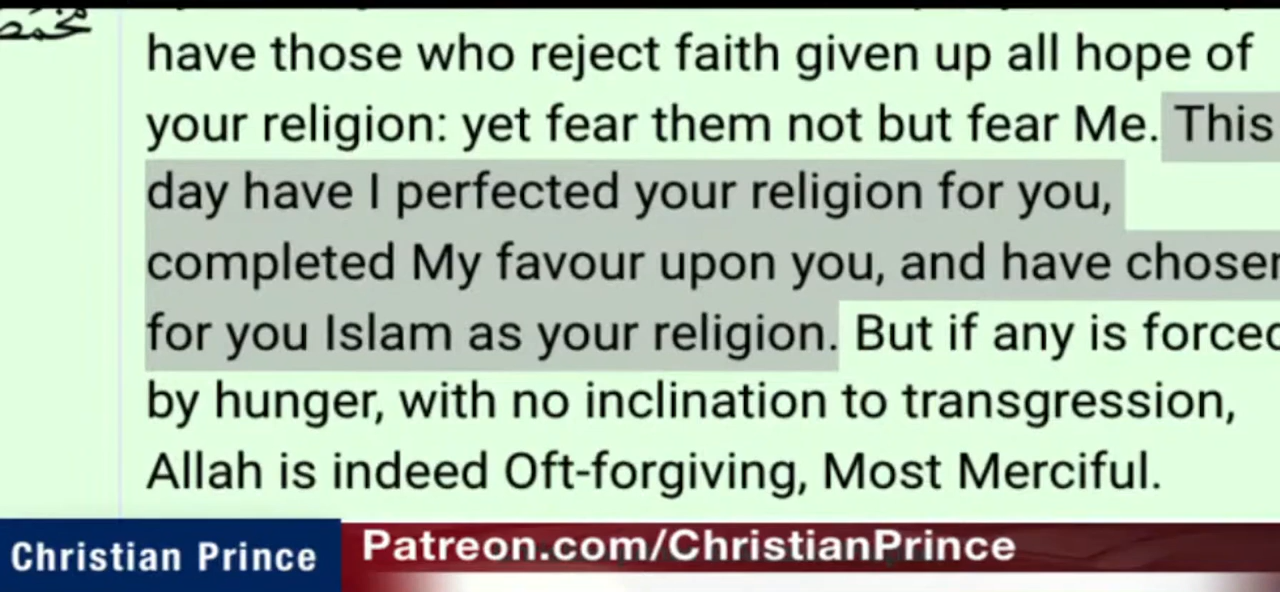 have those who reject faith given up all hope of
your religion: yet fear them not but fear Me. This
day have I perfected your religion for you,
completed My favour upon you, and have chosen
for you Islam as your religion. But if any is forced
by hunger, with no inclination to transgression,
Allah is indeed Oft-forgiving, Most Merciful.
Christian Prince
Patreon.com/ChristianPrince